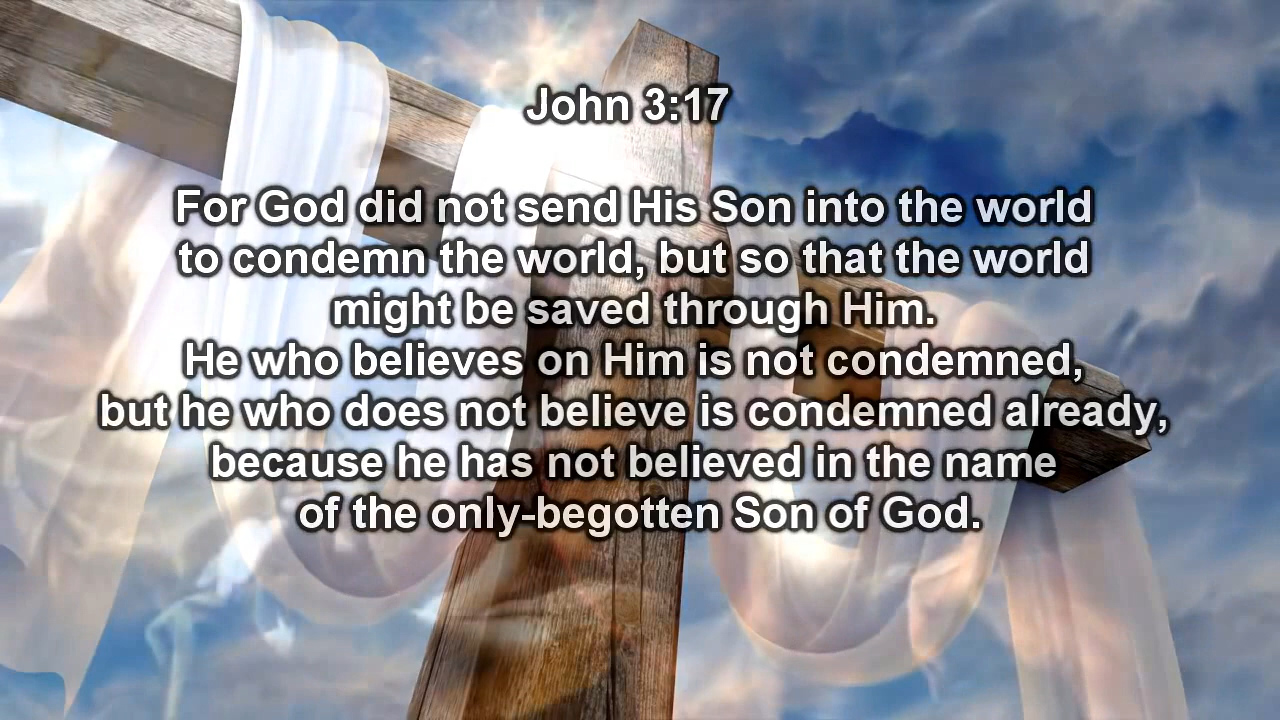 John 3:17
For God did not send His Son into the world
to condemn the world, but so that the world
might be saved through Him.
He who believes on Him is not condemned,
but he who does not believe is condemned already,
because he has not believed in the name
of the only-begotten Son of God.